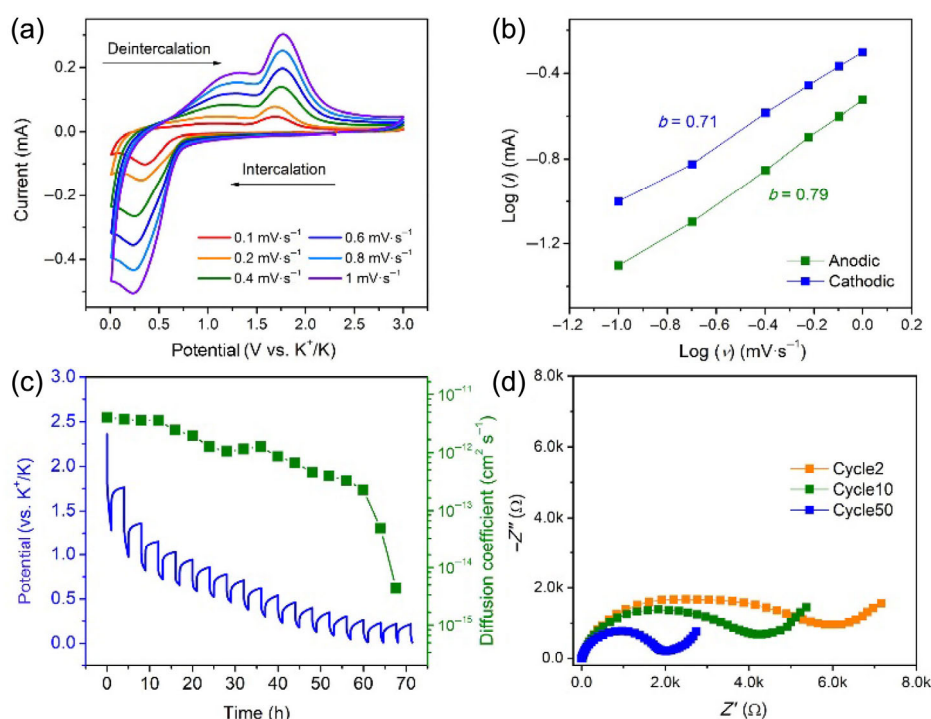 (a)
Deintercalation
Intercalation
0.1 mV·s⁻¹
0.2 mV·s⁻¹
0.4 mV·s⁻¹
0.6 mV·s⁻¹
0.8 mV·s⁻¹
1 mV·s⁻¹
0.2
0.0
−0.2
−0.4
Current (mA)
0.0 0.5 1.0 1.5 2.0 2.5 3.0
Potential (V vs. K⁺/K)
(b)
b = 0.71
b = 0.79
Anodic
Cathodic
−0.4
−0.8
−1.2
Log (i) (mA)
−1.2 −1.0 −0.8 −0.6 −0.4 −0.2 0.0 0.2
Log (v) (mV·s⁻¹)
(c)
3.0
2.5
2.0
1.5
1.0
0.5
0.0
Potential (vs. K⁺/K)
10⁻¹¹
10⁻¹²
10⁻¹³
10⁻¹⁴
10⁻¹⁵
Diffusion coefficient (cm² s⁻¹)
0 10 20 30 40 50 60 70
Time (h)
(d)
Cycle2
Cycle10
Cycle50
8.0k
6.0k
4.0k
2.0k
0.0
−Z″ (Ω)
0.0 2.0k 4.0k 6.0k 8.0k
Z′ (Ω)